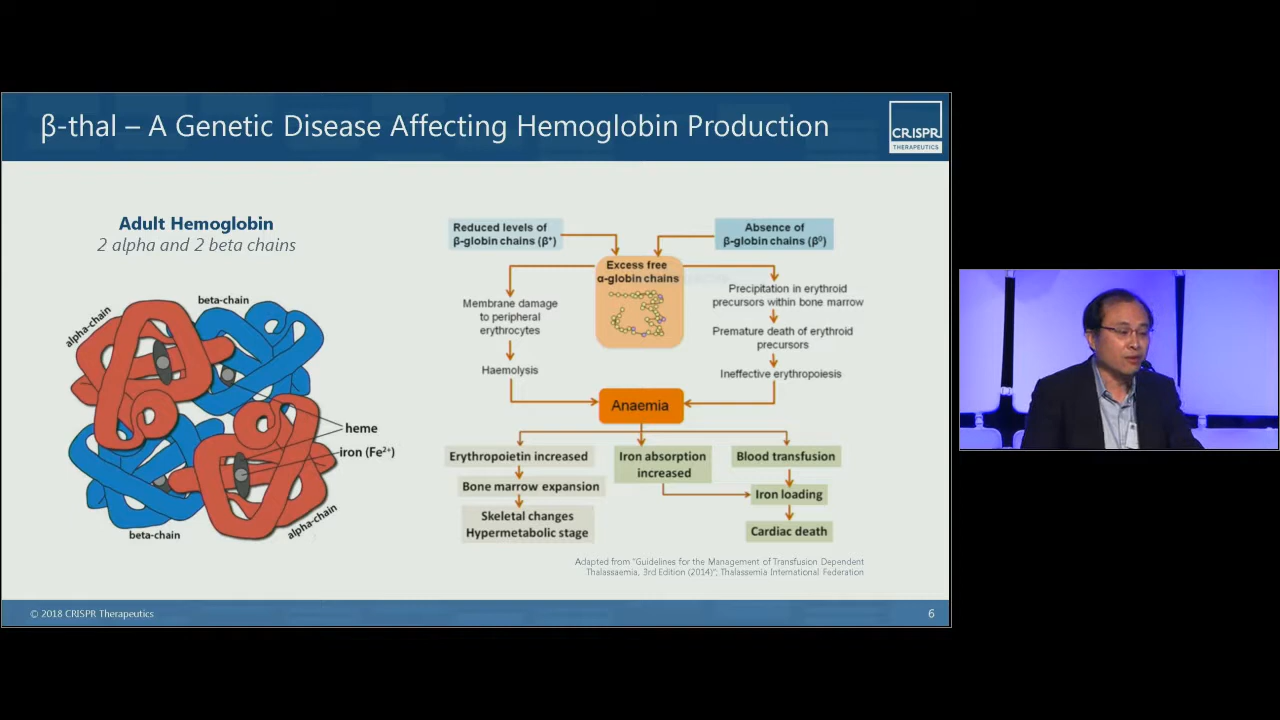 β-thal – A Genetic Disease Affecting Hemoglobin Production
CRISPR
THERAPEUTICS
Adult Hemoglobin
2 alpha and 2 beta chains
alpha-chain
beta-chain
heme
iron (Fe²⁺)
beta-chain
alpha-chain
Reduced levels of
β-globin chains (β⁺)
Absence of
β-globin chains (β⁰)
Excess free
α-globin chains
Membrane damage
to peripheral
erythrocytes
Haemolysis
Precipitation in erythroid
precursors within bone marrow
Premature death of erythroid
precursors
Ineffective erythropoiesis
Anaemia
Erythropoietin increased
Bone marrow expansion
Skeletal changes
Hypermetabolic stage
Iron absorption
increased
Blood transfusion
Iron loading
Cardiac death
Adapted from "Guidelines for the Management of Transfusion Dependent
Thalassaemia, 3rd Edition (2014)"; Thalassemia International Faderation
© 2018 CRISPR Therapeutics
6